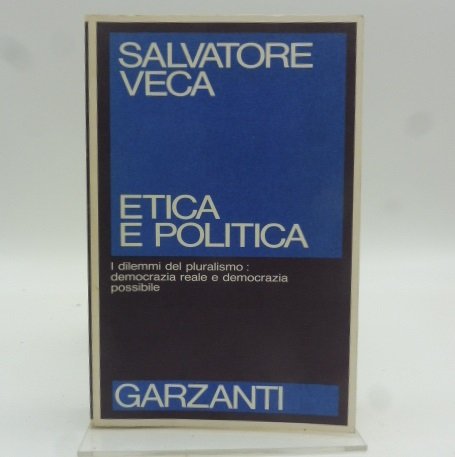 SALVATORE
VECA
ETICA
E POLITICA
I dilemmi del pluralismo:
democrazia reale e democrazia
possibile
GARZANTI